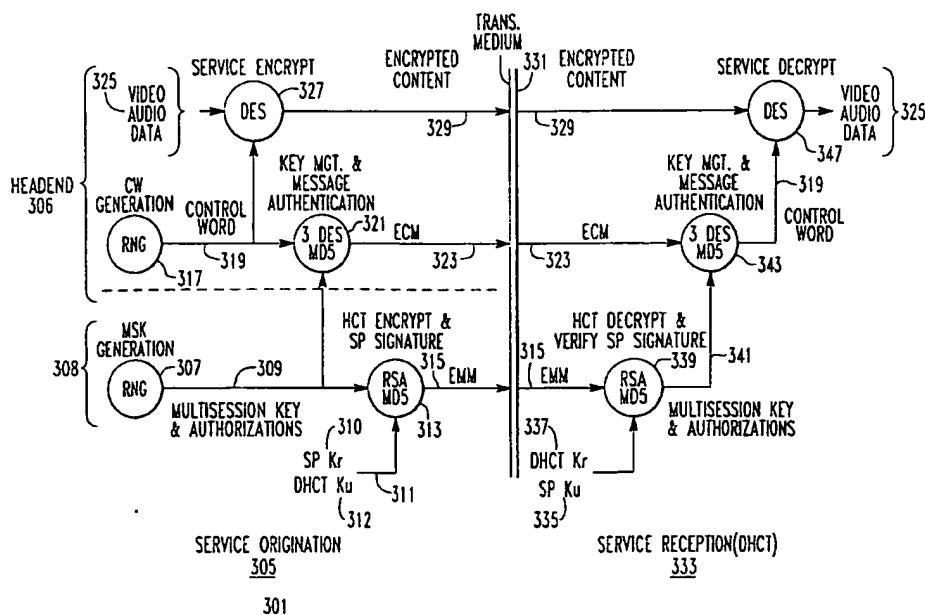 TRANS.
MEDIUM
SERVICE ENCRYPT
ENCRYPTED
CONTENT
331
ENCRYPTED
CONTENT
SERVICE DECRYPT
325
VIDEO
AUDIO
DATA
327
DES
329
329
DES
347
VIDEO
AUDIO
DATA
325
HEADEND
306
CW
GENERATION
RNG
317
CONTROL
WORD
319
KEY MGT. &
MESSAGE
AUTHENTICATION
321
3 DES
MD5
ECM
323
ECM
323
KEY MGT. &
MESSAGE
AUTHENTICATION
3 DES
MD5
343
319
CONTROL
WORD
308
MSK
GENERATION
307
RNG
309
MULTISESSION KEY
& AUTHORIZATIONS
HCT ENCRYPT &
SP SIGNATURE
315
RSA
MD5
313
EMM
310
SP Kr
DHCT Ku
311
312
315
EMM
HCT DECRYPT &
VERIFY SP SIGNATURE
339
RSA
MD5
341
MULTISESSION KEY
& AUTHORIZATIONS
337
DHCT Kr
SP Ku
335
SERVICE ORIGINATION
305
SERVICE RECEPTION(DHCT)
333
301